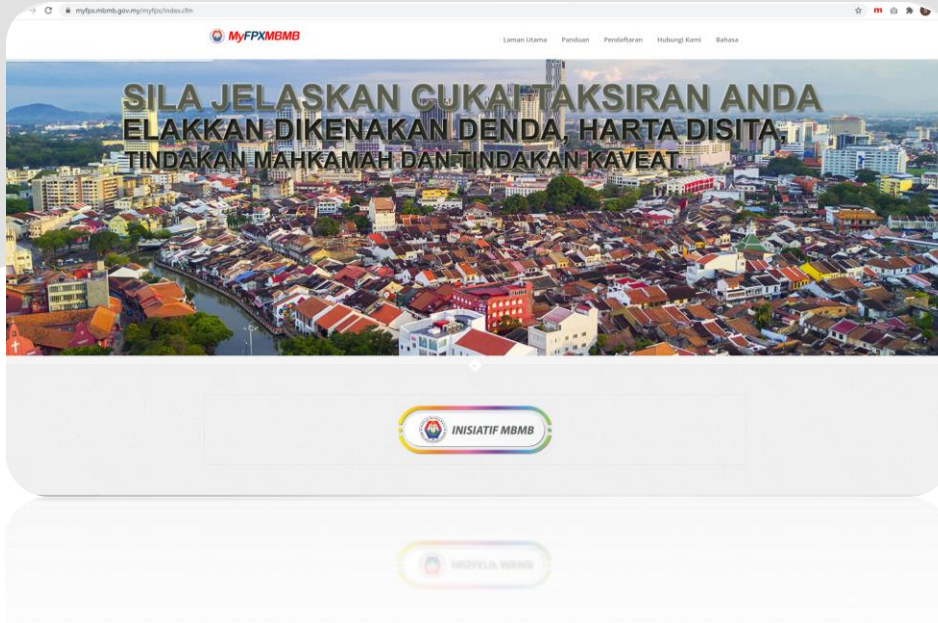 myfpx.mbmb.gov.my/myfpx/index.cfm
MyFPXMBMB
Laman Utama Panduan Pendaftaran Hubungi Kami Bahasa
SILA JELASKAN CUKAI TAKSIRAN ANDA
ELAKKAN DIKENAKAN DENDA, HARTA DISITA,
TINDAKAN MAHKAMAH DAN TINDAKAN KAVEAT.
INISIATIF MBMB